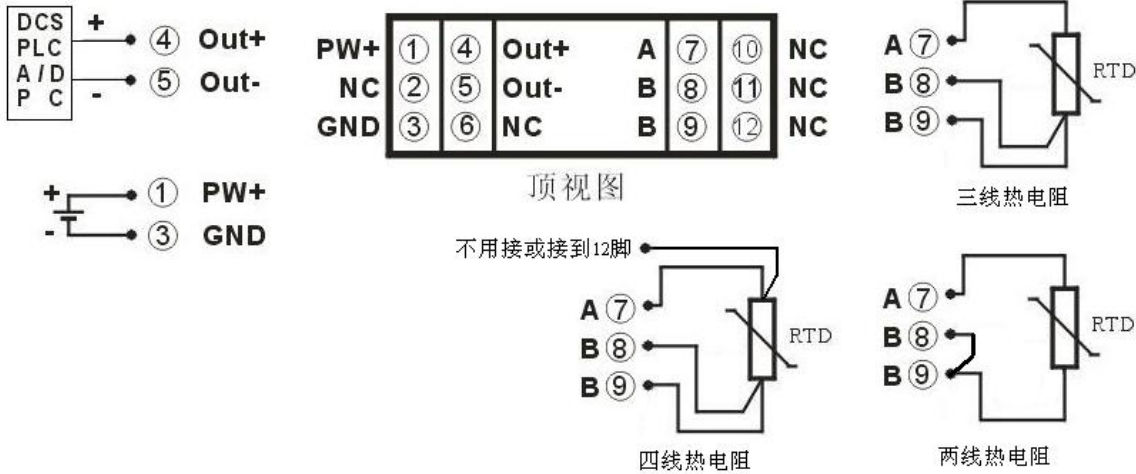 DCS + ④ Out+
PLC
A/D ⑤ Out-
P C -
+ ① PW+
- ③ GND
PW+ ① ④ Out+ A ⑦ ⑩ NC
NC ② ⑤ Out- B ⑧ ⑪ NC
GND ③ ⑥ NC B ⑨ ⑫ NC
顶视图
A ⑦
B ⑧
B ⑨
RTD
三线热电阻
不用接或接到12脚
A ⑦
B ⑧
B ⑨
RTD
四线热电阻
A ⑦
B ⑧
B ⑨
RTD
两线热电阻